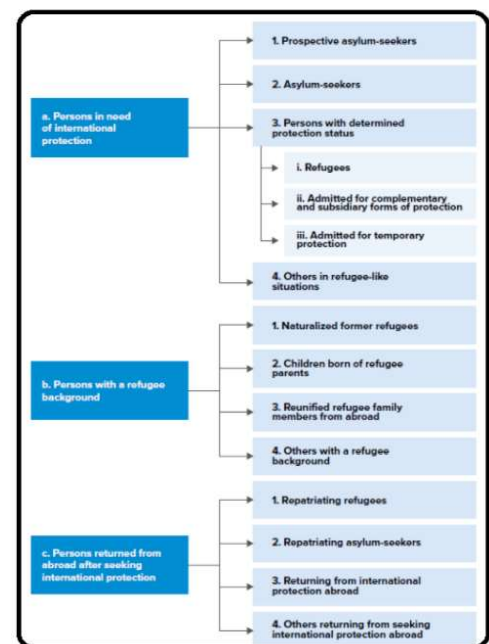 a. Persons in need
of international
protection
1. Prospective asylum-seekers
2. Asylum-seekers
3. Persons with determined
protection status
i. Refugees
ii. Admitted for complementary
and subsidiary forms of protection
iii. Admitted for temporary
protection
4. Others in refugee-like
situations
b. Persons with a refugee
background
1. Naturalized former refugees
2. Children born of refugee
parents
3. Reunified refugee family
members from abroad
4. Others with a refugee
background
c. Persons returned from
abroad after seeking
international protection
1. Repatriating refugees
2. Repatriating asylum-seekers
3. Returning from international
protection abroad
4. Others returning from seeking
international protection abroad